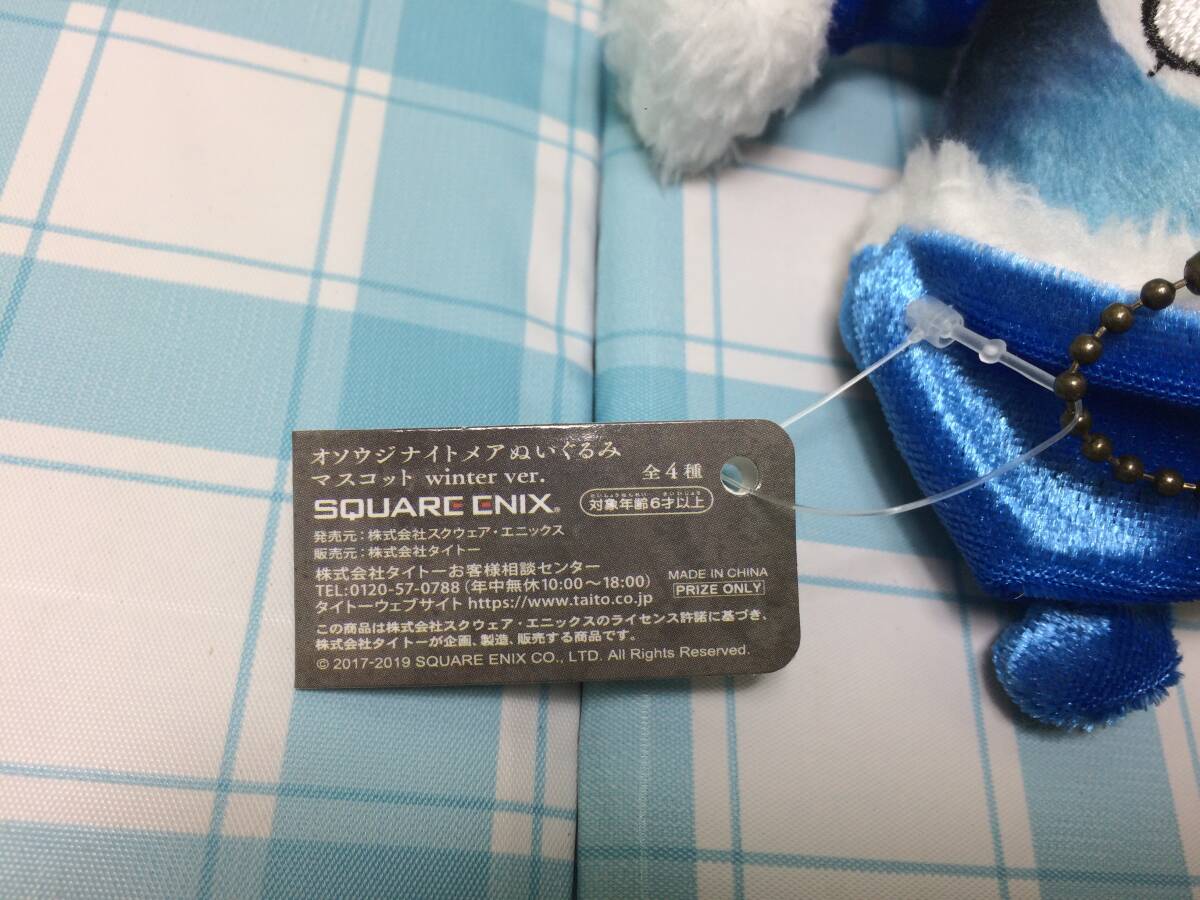 オソウジナイトメアぬいぐるみ
マスコット winter ver. 全4種
SQUARE ENIX® 対象年齢6才以上
発売元：株式会社スクウェア・エニックス
販売元：株式会社タイトー
株式会社タイトーお客様相談センター
TEL:0120-57-0788（年中無休10:00〜18:00） MADE IN CHINA
タイトーウェブサイト https://www.taito.co.jp PRIZE ONLY
この商品は株式会社スクウェア・エニックスのライセンス許諾に基づき、
株式会社タイトーが企画、製造、販売する商品です。
© 2017-2019 SQUARE ENIX CO., LTD. All Rights Reserved.